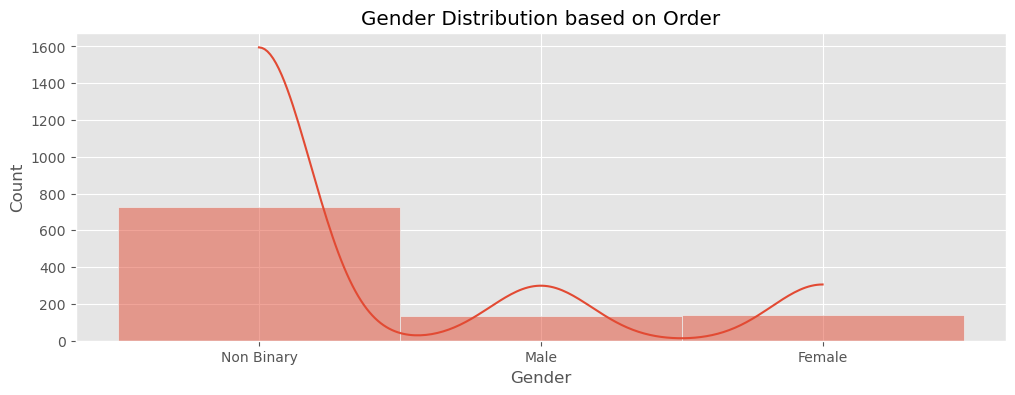 Gender Distribution based on Order
1600
1400
1200
1000
800
600
400
200
0
Count
Non Binary Male Female
Gender